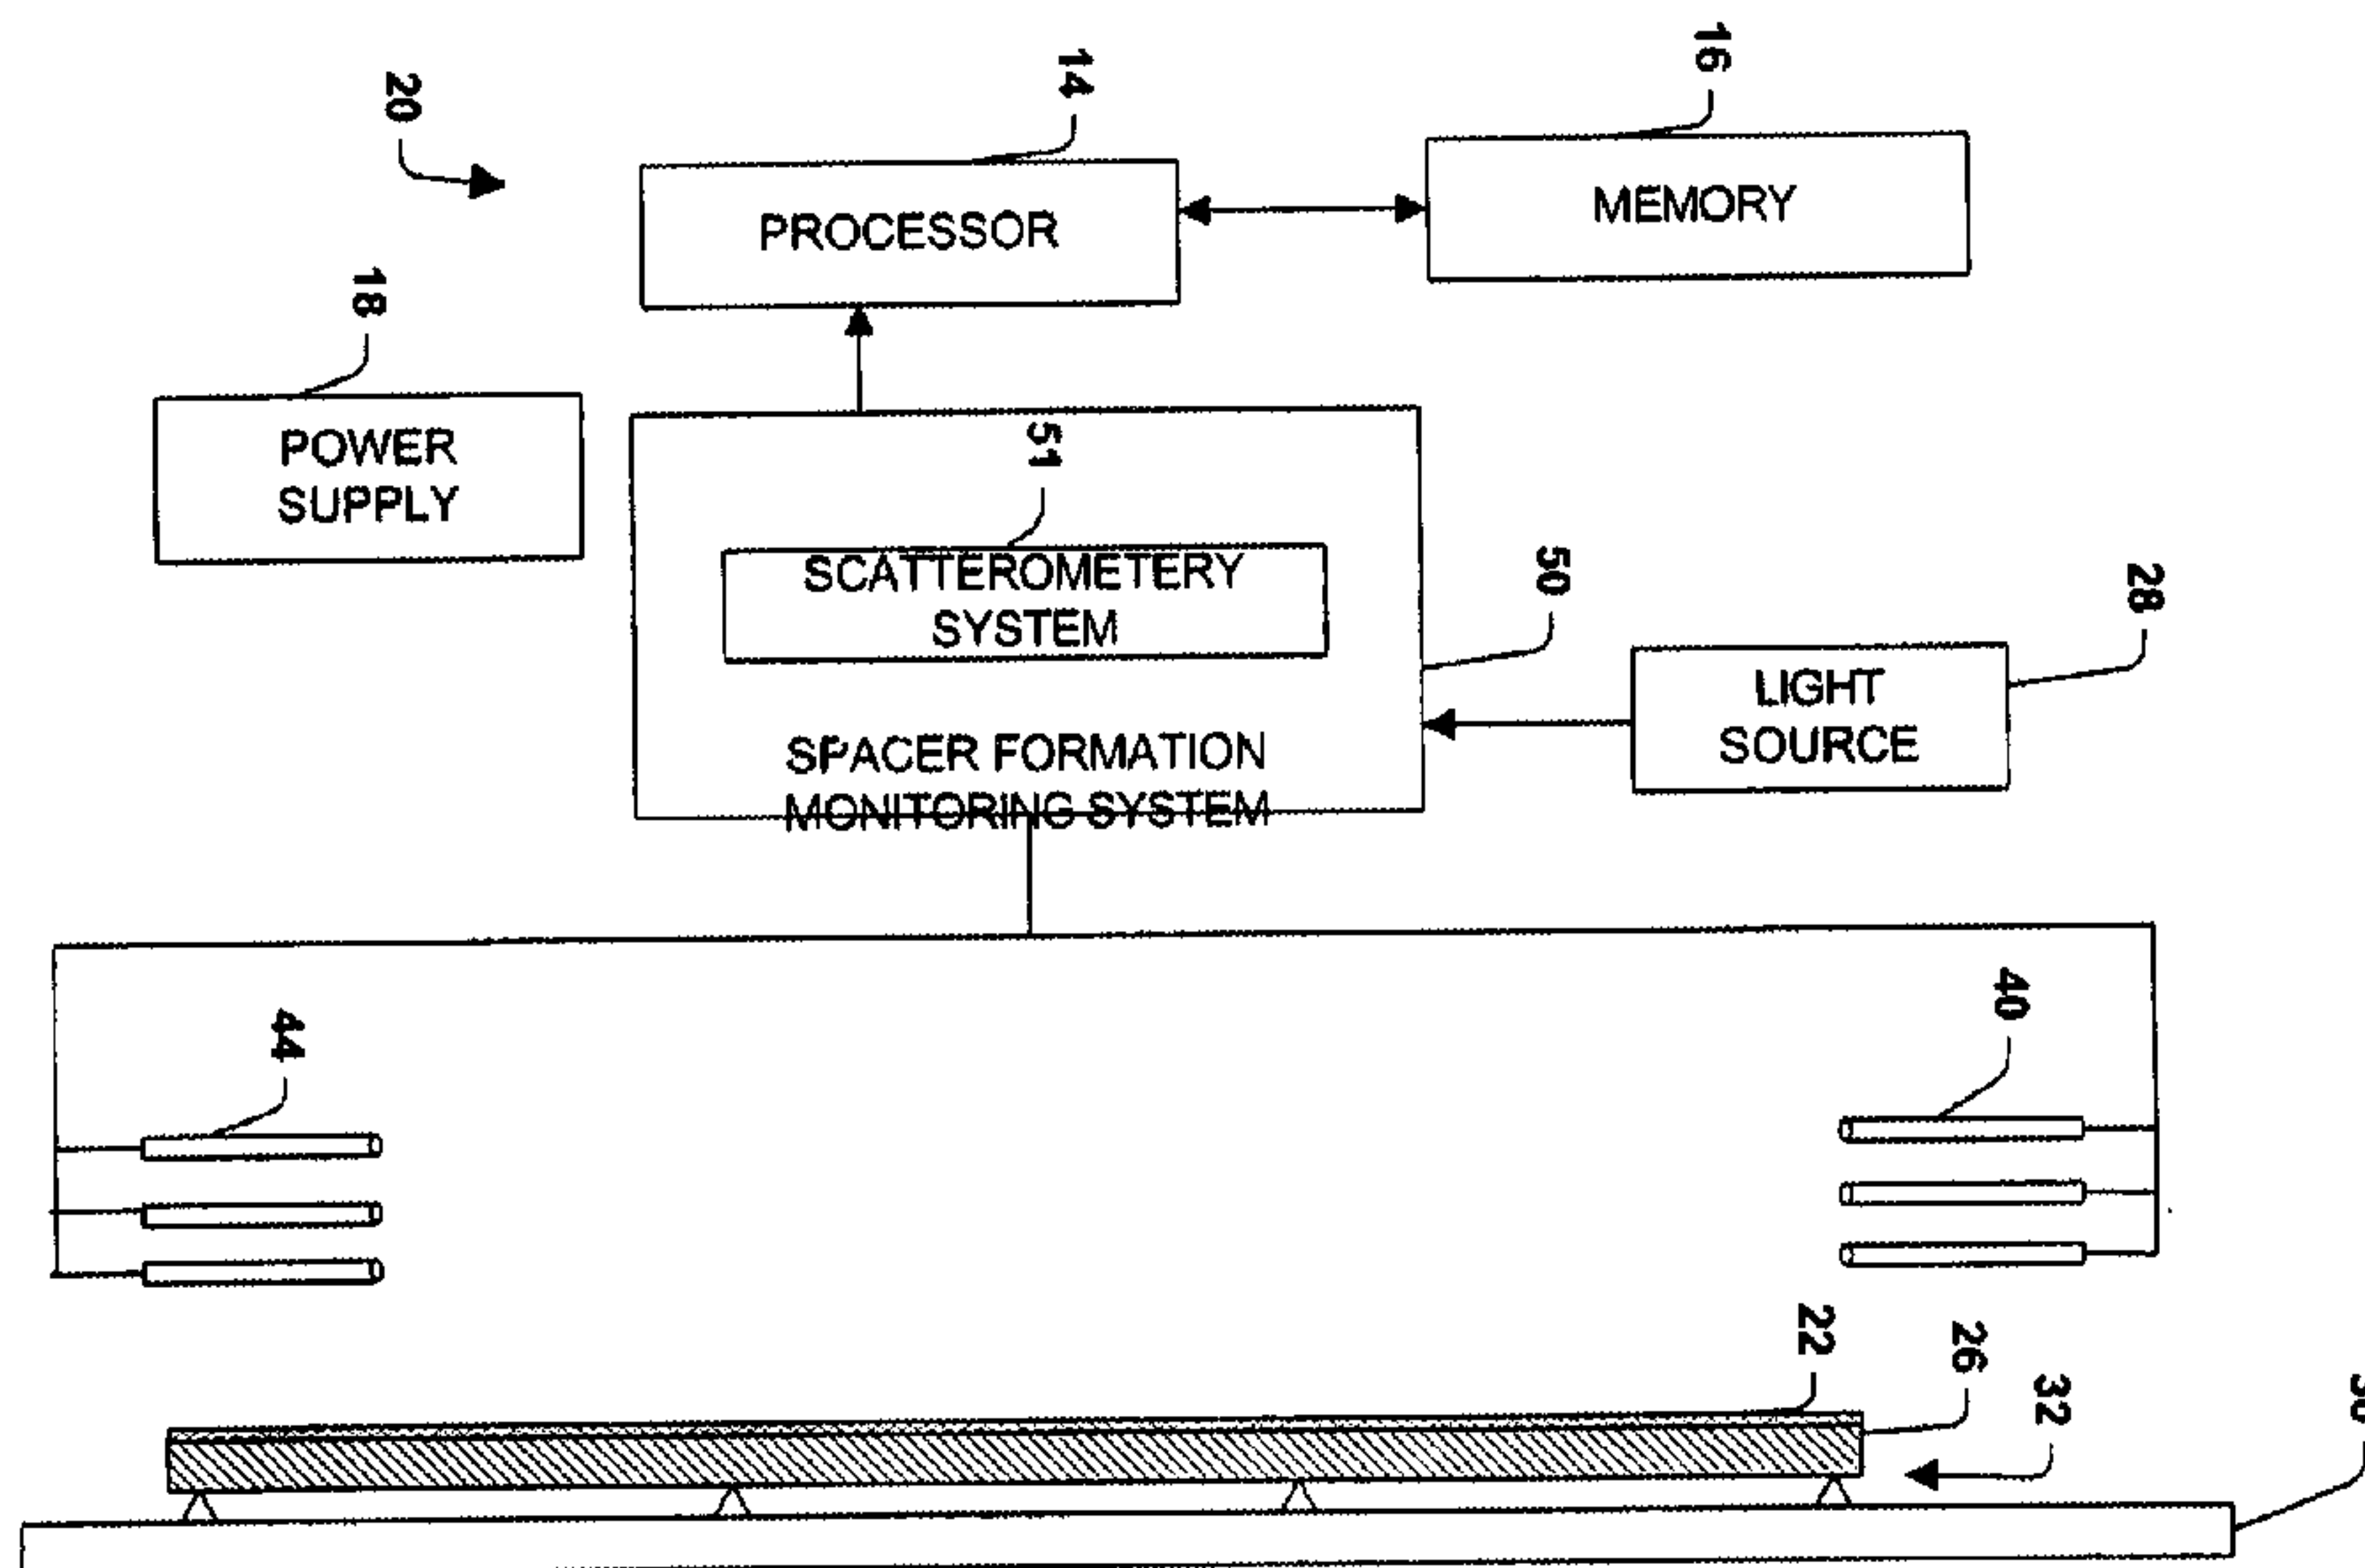 16
14
20
PROCESSOR
MEMORY
18
POWER
SUPPLY
51
SCATTEROMETERY
SYSTEM
50
28
LIGHT
SOURCE
SPACER FORMATION
MONITORING SYSTEM
40
44
22
26
32